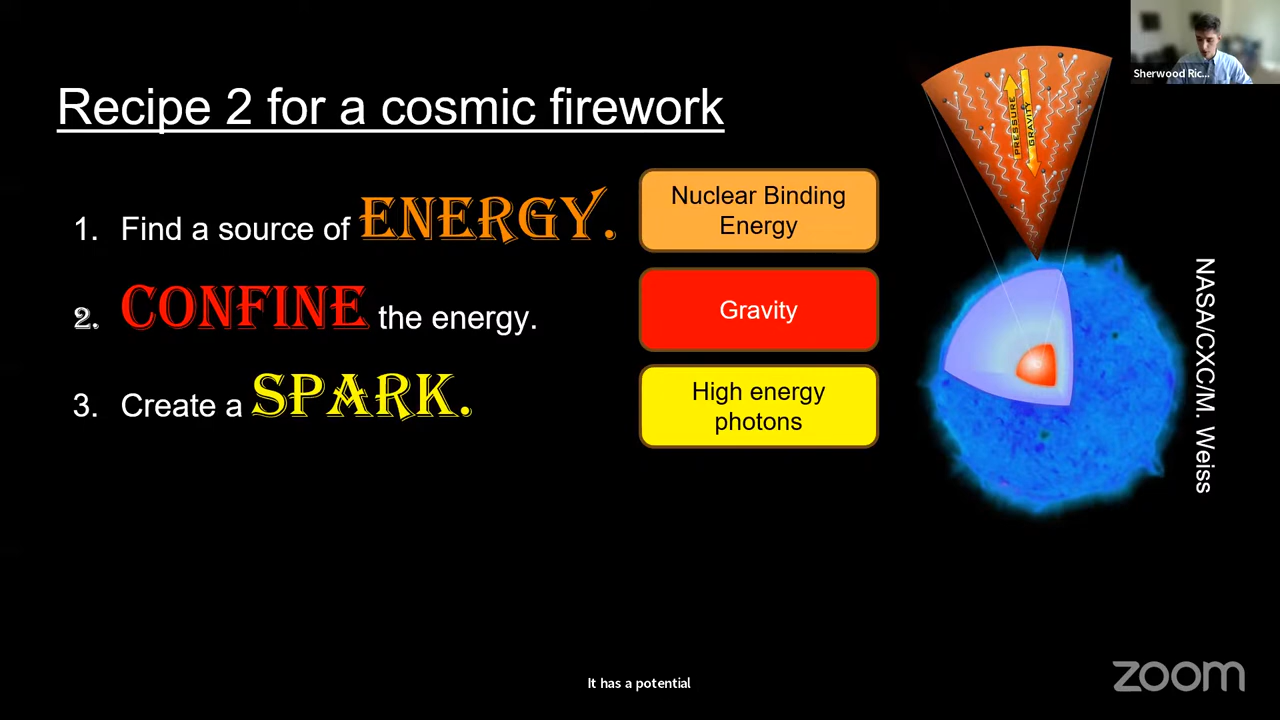 Sherwood Ric...
Recipe 2 for a cosmic firework
1. Find a source of ENERGY.
Nuclear Binding
Energy
2. CONFINE the energy.
Gravity
3. Create a SPARK.
High energy
photons
PRESSURE
GRAVITY
NASA/CXC/M. Weiss
It has a potential
zoom